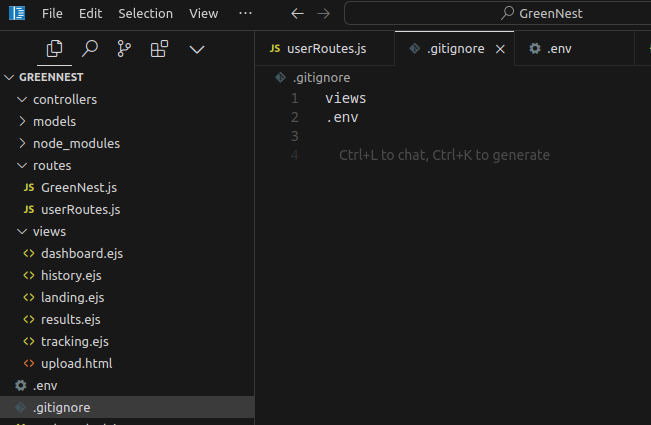 File Edit Selection View ··· GreenNest
userRoutes.js .gitignore .env
GREENNEST
.gitignore
controllers
models
node_modules
routes
JS GreenNest.js
JS userRoutes.js
views
dashboard.ejs
history.ejs
landing.ejs
results.ejs
tracking.ejs
upload.html
.env
.gitignore
1 views
2 .env
3
4 Ctrl+L to chat, Ctrl+K to generate